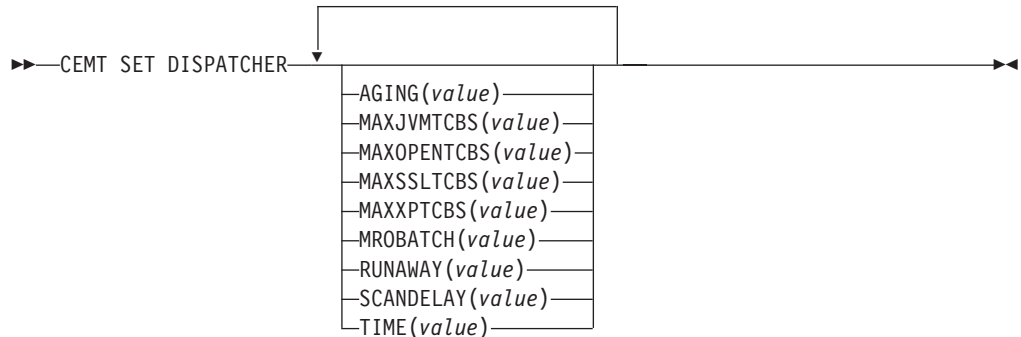 CEMT SET DISPATCHER
AGING(value)
MAXJVMTCBS(value)
MAXOPENTCBS(value)
MAXSSLTCBS(value)
MAXXPTCBS(value)
MROBATCH(value)
RUNAWAY(value)
SCANDELAY(value)
TIME(value)